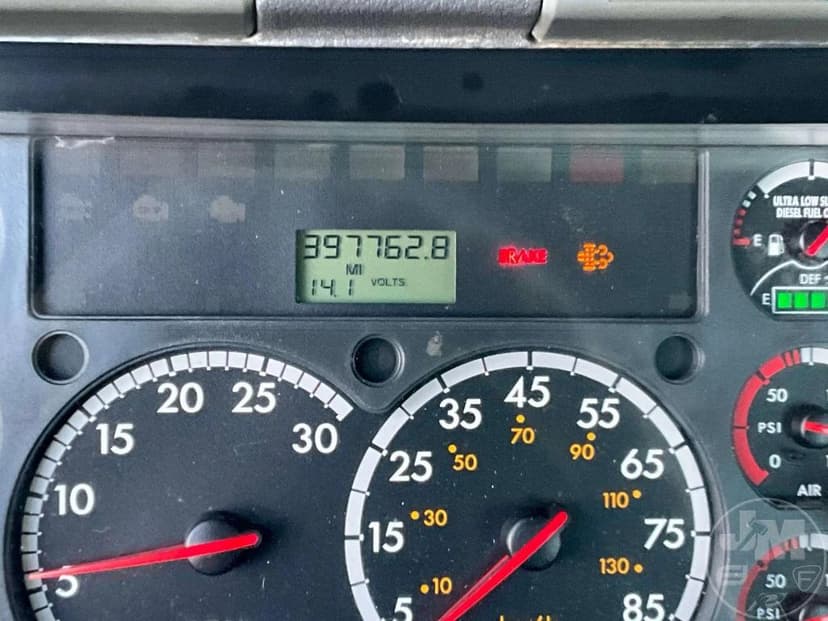 397762.8
MI
14.1 VOLTS
BRAKE
ULTRA LOW SU
DIESEL FUEL O
E
DEF
E
5
10
15
20
25
30
5
15
25
35
45
55
65
75
85
10
30
50
70
90
110
130
50
PSI
0
AIR
50
PSI
JM